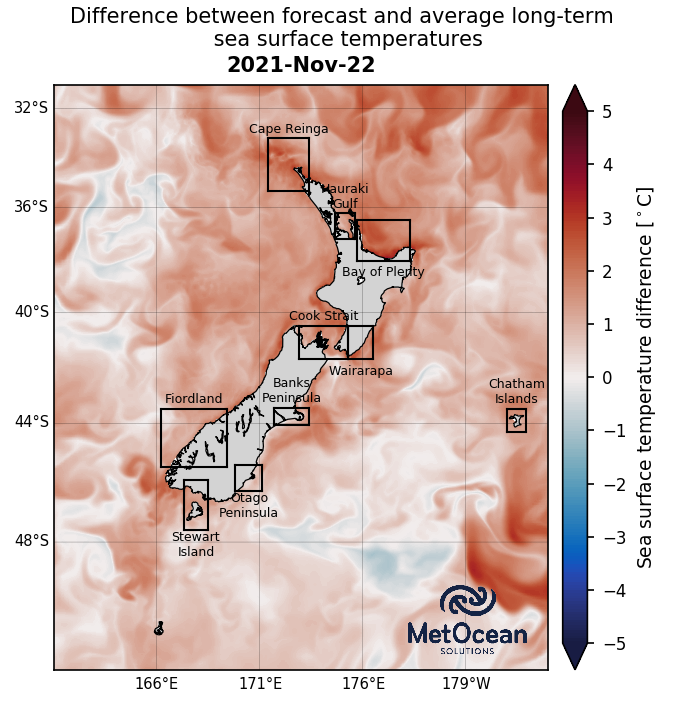 Difference between forecast and average long-term
sea surface temperatures
2021-Nov-22
32°S
36°S
40°S
44°S
48°S
Cape Reinga
Hauraki
Gulf
Bay of Plenty
Cook Strait
Wairarapa
Banks
Peninsula
Fiordland
Chatham
Islands
Otago
Peninsula
Stewart
Island
MetOcean
SOLUTIONS
166°E 171°E 176°E 179°W
5
4
3
2
1
0
−1
−2
−3
−4
−5
Sea surface temperature difference [°C]